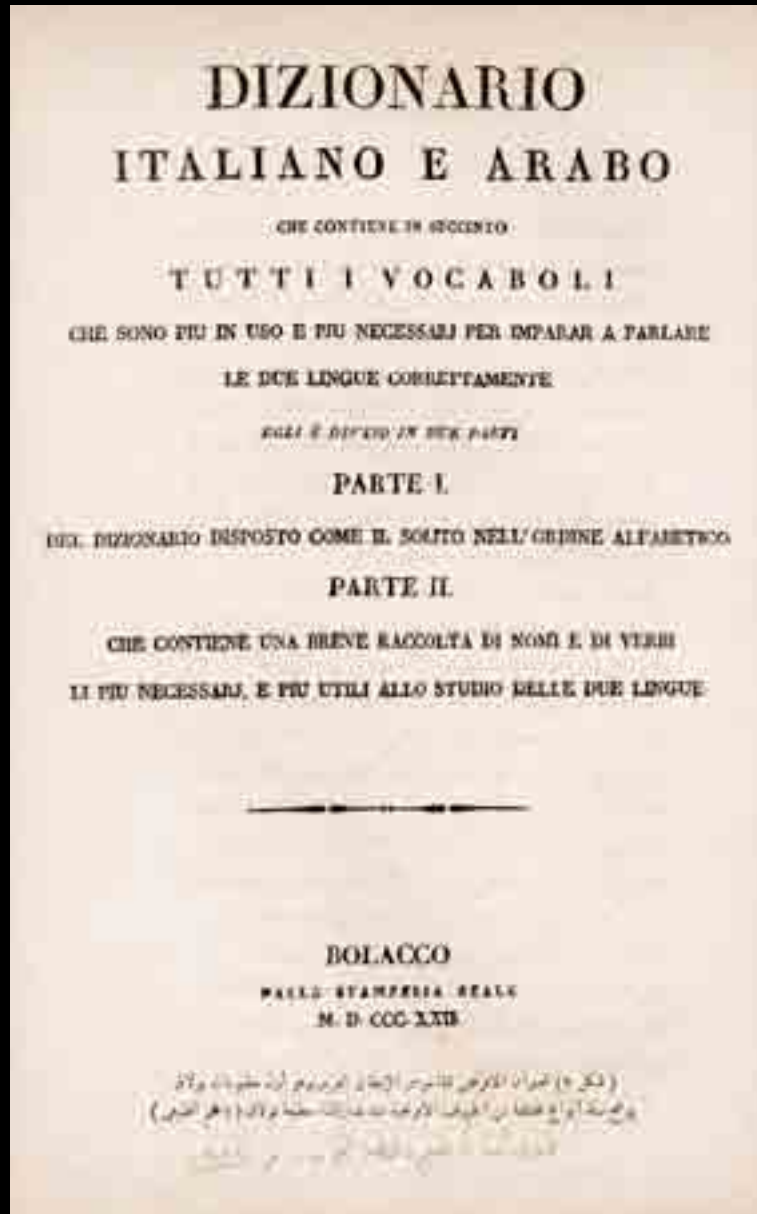 DIZIONARIO
ITALIANO E ARABO
CHE CONTIENE IN SUCCINTO
TUTTI I VOCABOLI
CHE SONO PIU IN USO E PIU NECESSARJ PER IMPARAR A PARLARE
LE DUE LINGUE CORRETTAMENTE
EGLI È DIVISO IN DUE PARTI
PARTE I.
DEL DIZIONARIO DISPOSTO COME IL SOLITO NELL'ORDINE ALFABETICO
PARTE II.
CHE CONTIENE UNA BREVE RACCOLTA DI NOMI E DI VERBI
LI PIU NECESSARJ, E PIU UTILI ALLO STUDIO DELLE DUE LINGUE
BOLACCO
DALLA STAMPERIA REALE
M. D. CCC. XXII